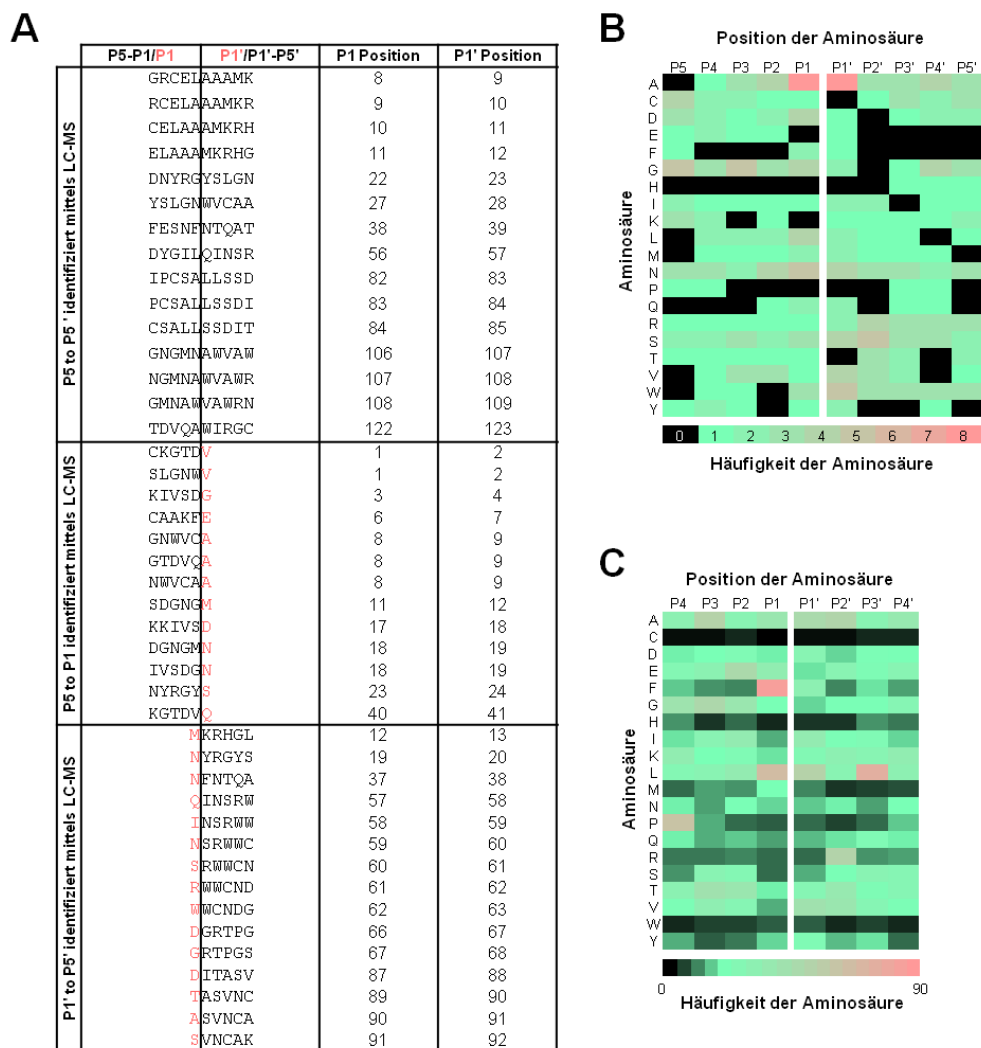 A
P5-P1/P1 P1'/P1'-P5' P1 Position P1' Position
P5 to P5' identifiziert mittels LC-MS
GRCELAAAMK 8 9
RCELAAAMKR 9 10
CELAAAMKRH 10 11
ELAAAMKRHG 11 12
DNYRGYSLGN 22 23
YSLGNWVCAA 27 28
FESNFNTQAT 38 39
DYGILQINSR 56 57
IPCSALLSSD 82 83
PCSALLSSDI 83 84
CSALLSSDIT 84 85
GNGMNAWVAW 106 107
NGMNAWVAWR 107 108
GMNAWVAWRN 108 109
TDVQAWIRGC 122 123
P5 to P1 identifiziert mittels LC-MS
CKGTDV 1 2
SLGNWV 1 2
KIVSDG 3 4
CAAKFE 6 7
GNWVCA 8 9
GTDVQA 8 9
NWVCAA 8 9
SDGNGM 11 12
KKIVSD 17 18
DGNGMN 18 19
IVSDGN 18 19
NYRGYS 23 24
KGTDVQ 40 41
P1' to P5' identifiziert mittels LC-MS
MKRHGL 12 13
NYRGYS 19 20
NFNTQA 37 38
QINSRW 57 58
INSRWW 58 59
NSRWWC 59 60
SRWWCN 60 61
RWWCND 61 62
WWCNDG 62 63
DGRTPG 66 67
GRTPGS 67 68
DITASV 87 88
TASVNC 89 90
ASVNCA 90 91
SVNCAK 91 92
B
Position der Aminosäure
P5 P4 P3 P2 P1 P1' P2' P3' P4' P5'
Aminosäure
A
C
D
E
F
G
H
I
K
L
M
N
P
Q
R
S
T
V
W
Y
0 1 2 3 4 5 6 7 8
Häufigkeit der Aminosäure
C
Position der Aminosäure
P4 P3 P2 P1 P1' P2' P3' P4'
Aminosäure
A
C
D
E
F
G
H
I
K
L
M
N
P
Q
R
S
T
V
W
Y
0 90
Häufigkeit der Aminosäure